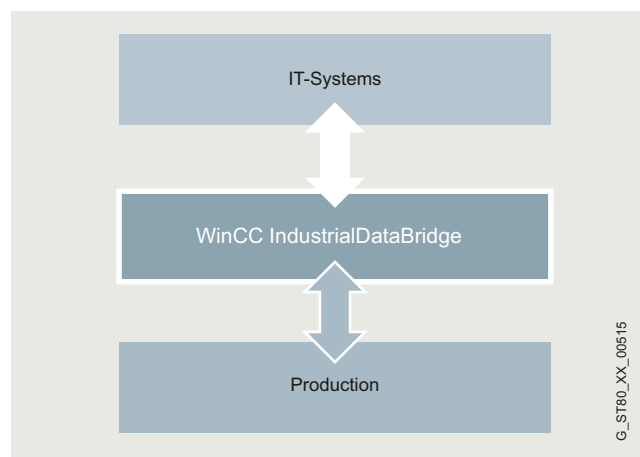 IT-Systems
WinCC IndustrialDataBridge
Production
G_ST80_XX_00515